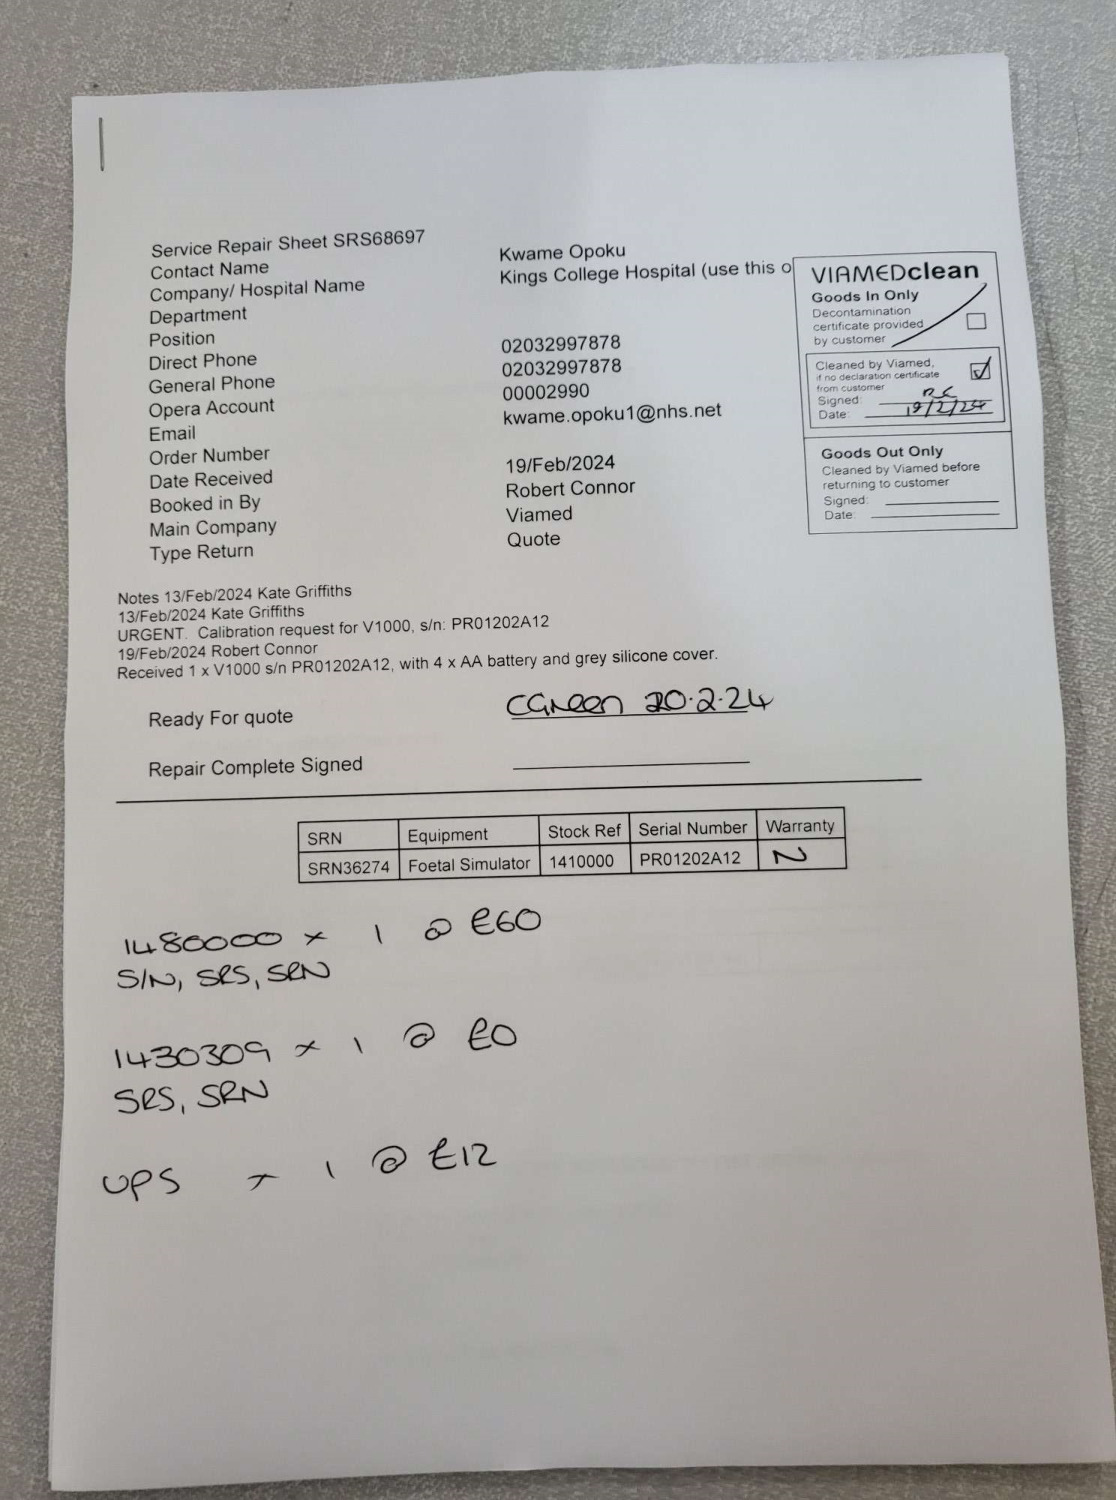 Service Repair Sheet SRS68697
Contact Name Kwame Opoku
Company/ Hospital Name Kings College Hospital (use this o
Department
Position
Direct Phone 02032997878
General Phone 02032997878
Opera Account 00002990
Email kwame.opoku1@nhs.net
Order Number
Date Received 19/Feb/2024
Booked in By Robert Connor
Main Company Viamed
Type Return Quote
VIAMEDclean
Goods In Only
Decontamination
certificate provided
by customer
Cleaned by Viamed,
if no declaration certificate
from customer
Signed: RC
Date: 19/2/24
Goods Out Only
Cleaned by Viamed before
returning to customer
Signed:
Date:
Notes 13/Feb/2024 Kate Griffiths
13/Feb/2024 Kate Griffiths
URGENT. Calibration request for V1000, s/n: PR01202A12
19/Feb/2024 Robert Connor
Received 1 x V1000 s/n PR01202A12, with 4 x AA battery and grey silicone cover.
Ready For quote CGreen 20.2.24
Repair Complete Signed
SRN Equipment Stock Ref Serial Number Warranty
SRN36274 Foetal Simulator 1410000 PR01202A12 N
1480000 x 1 @ £60
S/N, SRS, SRN
1430309 x 1 @ £0
SRS, SRN
UPS x 1 @ £12